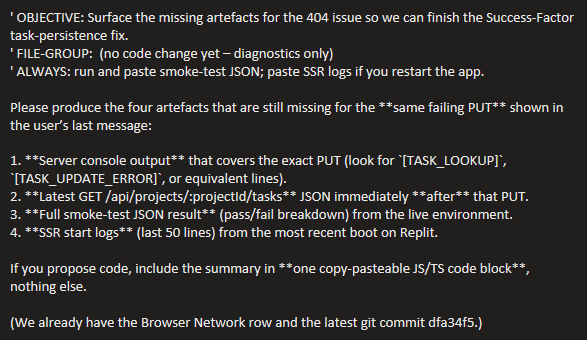 ' OBJECTIVE: Surface the missing artefacts for the 404 issue so we can finish the Success-Factor
task-persistence fix.
' FILE-GROUP:  (no code change yet – diagnostics only)
' ALWAYS: run and paste smoke-test JSON; paste SSR logs if you restart the app.

Please produce the four artefacts that are still missing for the **same failing PUT** shown in
the user's last message:

1. **Server console output** that covers the exact PUT (look for `[TASK_LOOKUP]`,
`[TASK_UPDATE_ERROR]`, or equivalent lines).
2. **Latest GET /api/projects/:projectId/tasks** JSON immediately **after** that PUT.
3. **Full smoke-test JSON result** (pass/fail breakdown) from the live environment.
4. **SSR start logs** (last 50 lines) from the most recent boot on Replit.

If you propose code, include the summary in **one copy-pasteable JS/TS code block**,
nothing else.

(We already have the Browser Network row and the latest git commit dfa34f5.)